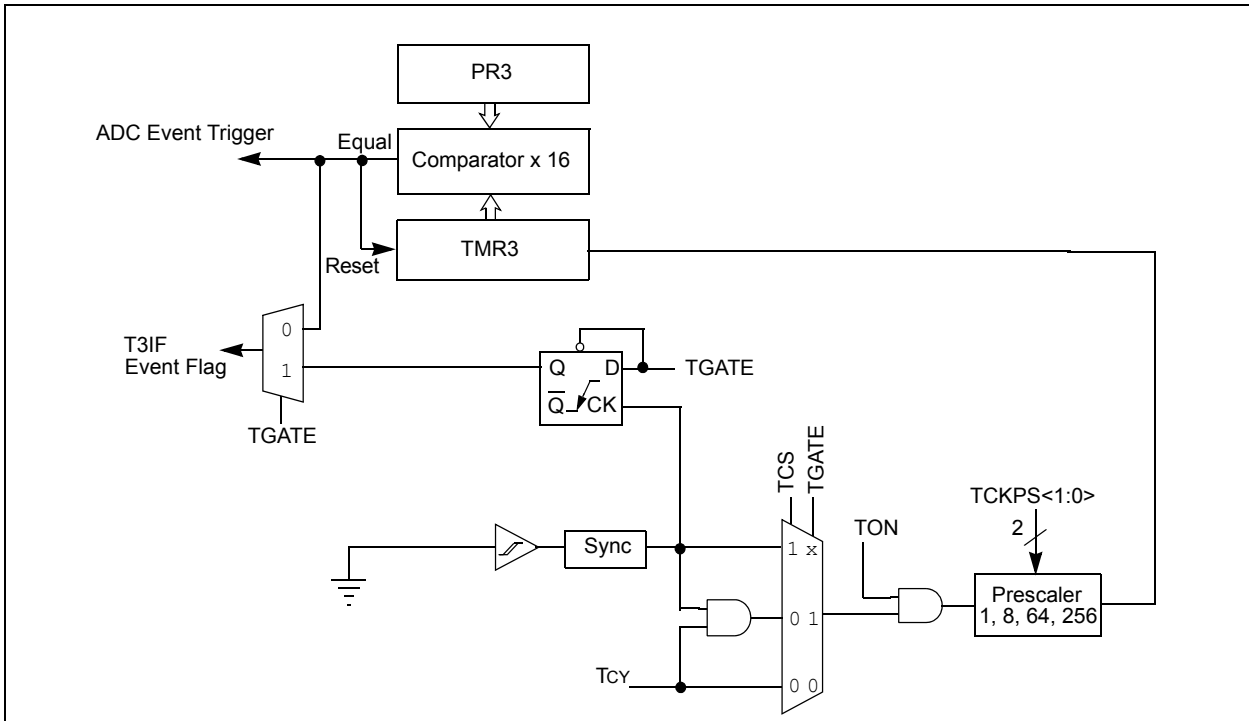 PR3
ADC Event Trigger
Equal
Comparator x 16
TMR3
Reset
0
T3IF
Event Flag
1
TGATE
Q D
Q CK
TGATE
TCS
TGATE
TCKPS<1:0>
2
TON
Sync
1 x
Prescaler
1, 8, 64, 256
0 1
TCY
0 0